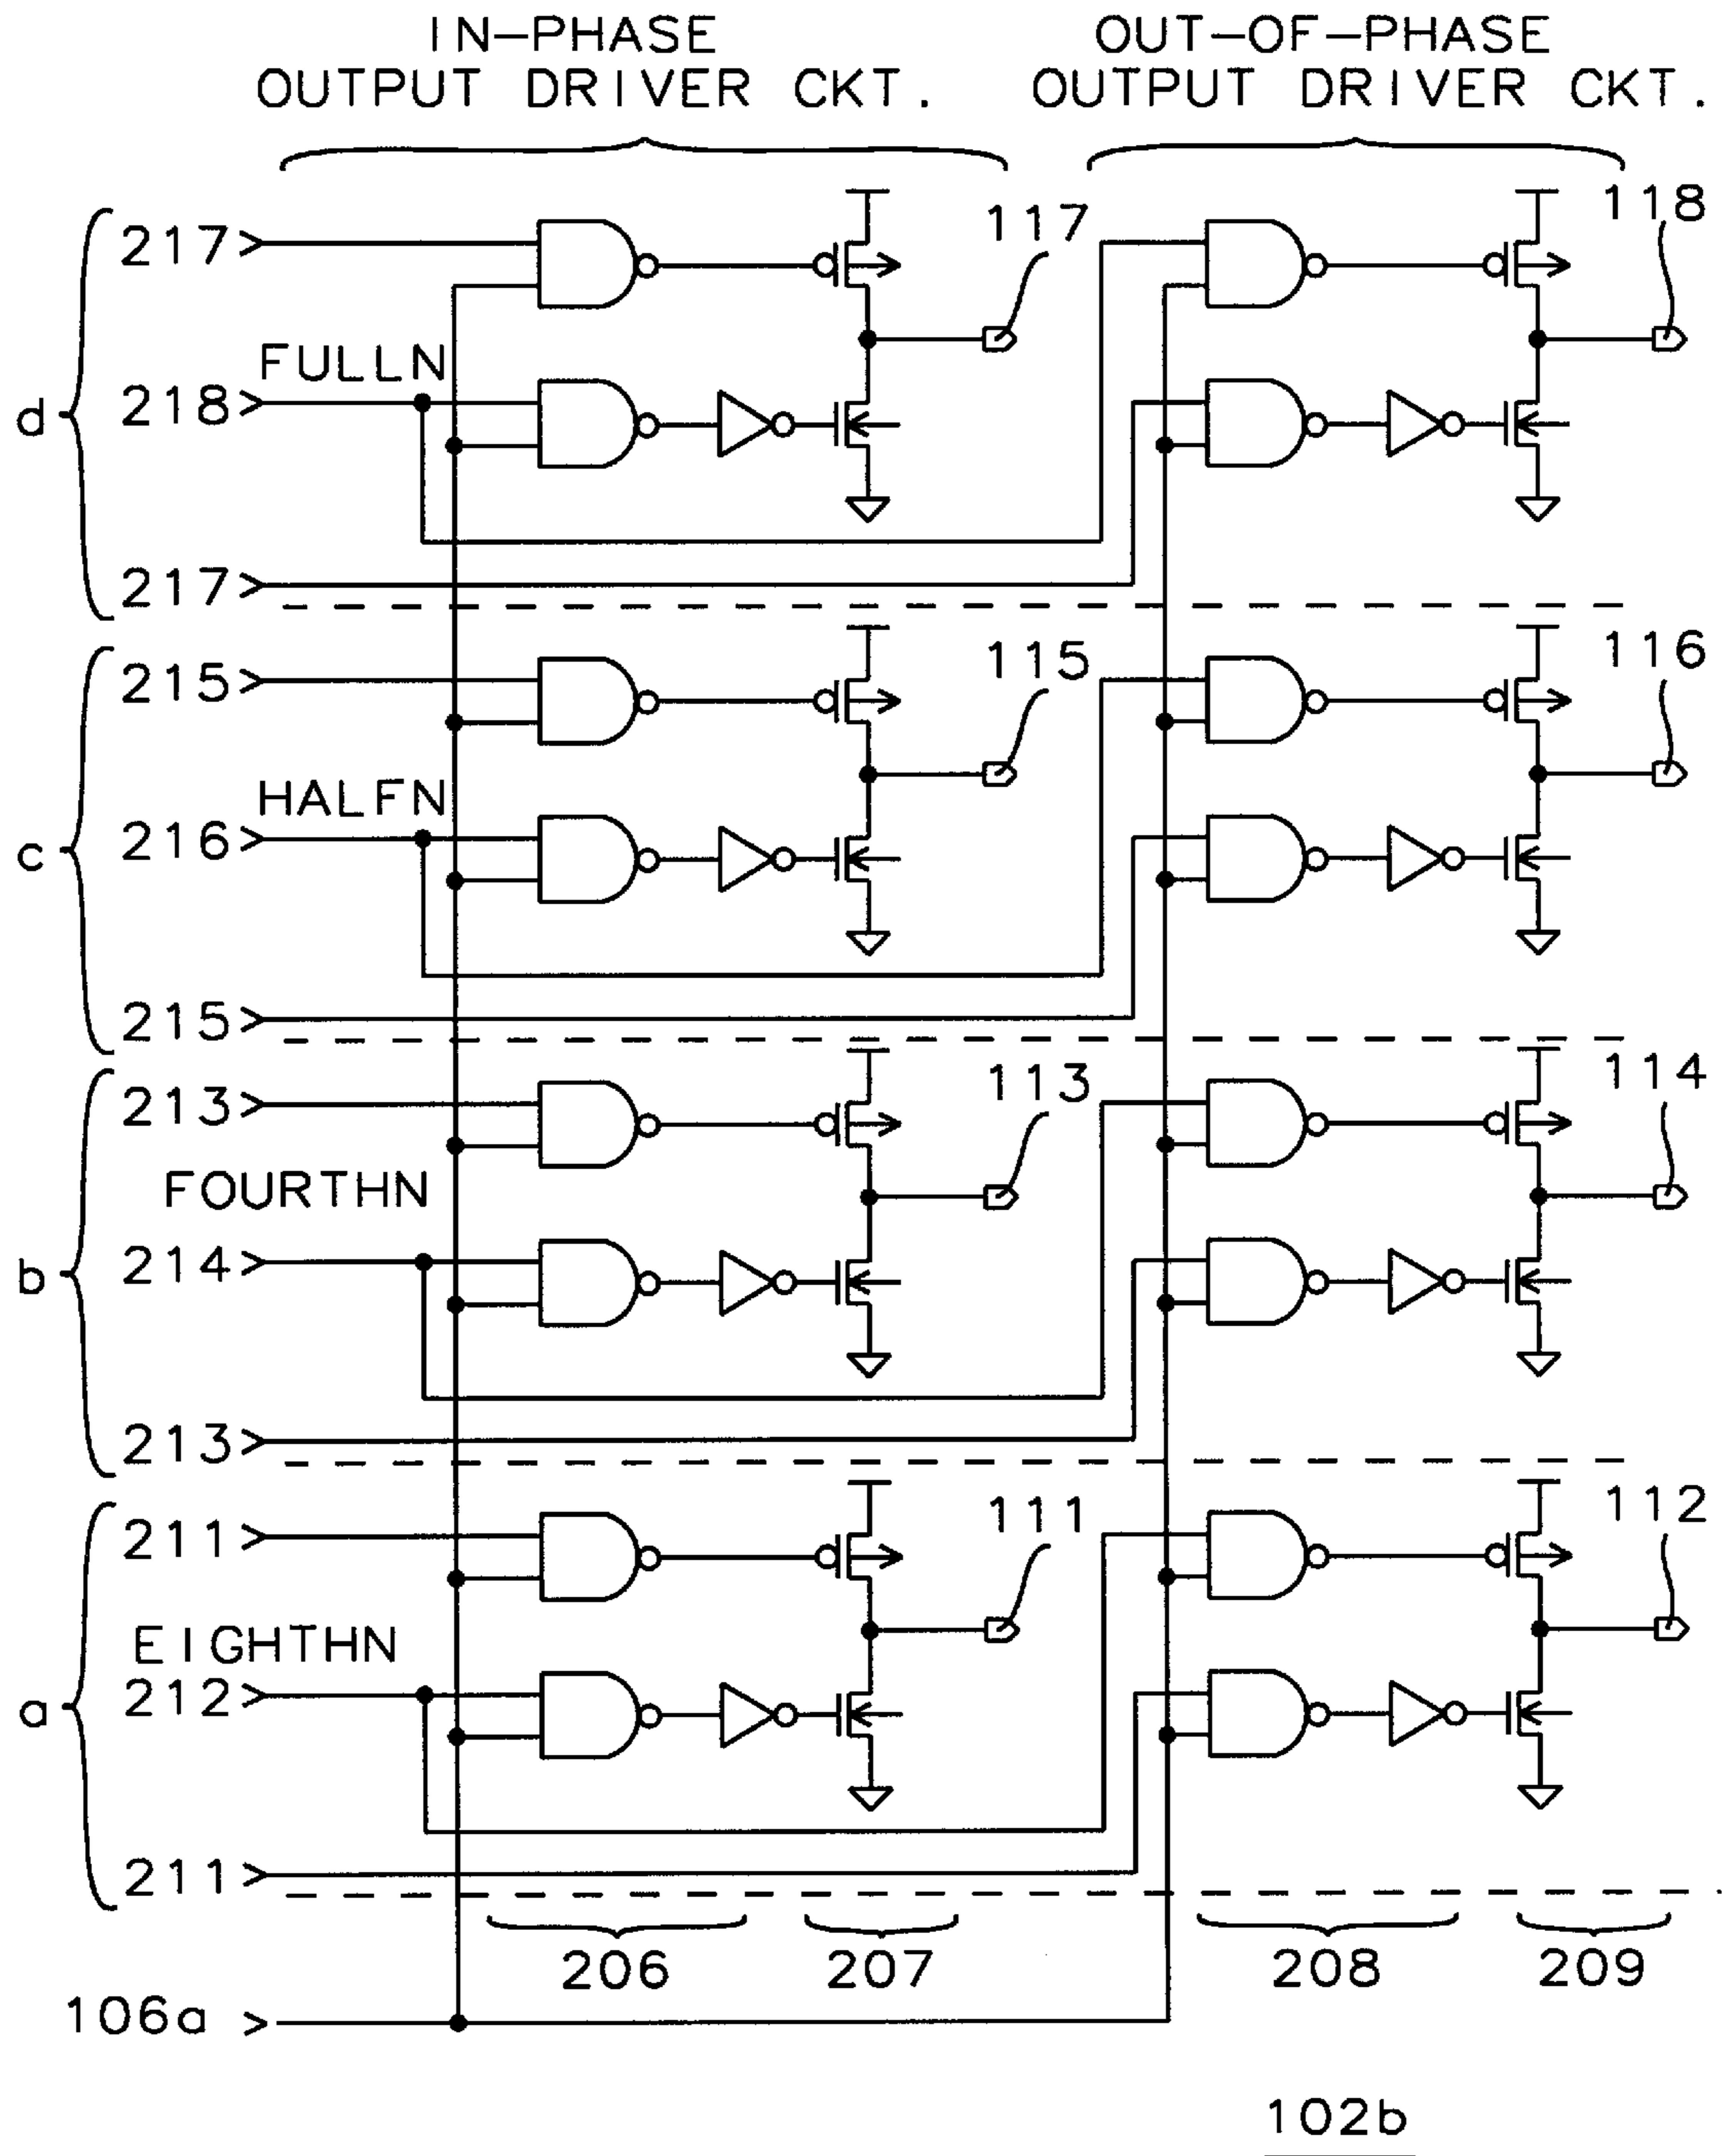 IN-PHASE
OUTPUT DRIVER CKT.
OUT-OF-PHASE
OUTPUT DRIVER CKT.
d
217
117
118
FULLN
218
217
c
215
115
116
HALFN
216
215
b
213
113
114
FOURTHN
214
213
a
211
111
112
EIGHTHN
212
211
206
207
208
209
106a
102b